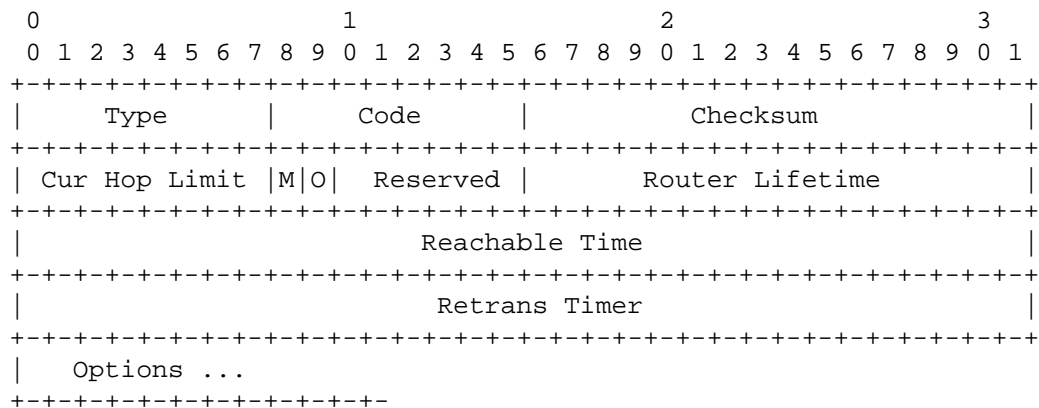 0                   1                   2                   3
 0 1 2 3 4 5 6 7 8 9 0 1 2 3 4 5 6 7 8 9 0 1 2 3 4 5 6 7 8 9 0 1
+-+-+-+-+-+-+-+-+-+-+-+-+-+-+-+-+-+-+-+-+-+-+-+-+-+-+-+-+-+-+-+-+
|     Type      |     Code      |          Checksum             |
+-+-+-+-+-+-+-+-+-+-+-+-+-+-+-+-+-+-+-+-+-+-+-+-+-+-+-+-+-+-+-+-+
| Cur Hop Limit |M|O|  Reserved |       Router Lifetime         |
+-+-+-+-+-+-+-+-+-+-+-+-+-+-+-+-+-+-+-+-+-+-+-+-+-+-+-+-+-+-+-+-+
|                         Reachable Time                        |
+-+-+-+-+-+-+-+-+-+-+-+-+-+-+-+-+-+-+-+-+-+-+-+-+-+-+-+-+-+-+-+-+
|                          Retrans Timer                        |
+-+-+-+-+-+-+-+-+-+-+-+-+-+-+-+-+-+-+-+-+-+-+-+-+-+-+-+-+-+-+-+-+
|   Options ...
+-+-+-+-+-+-+-+-+-+-+-+-